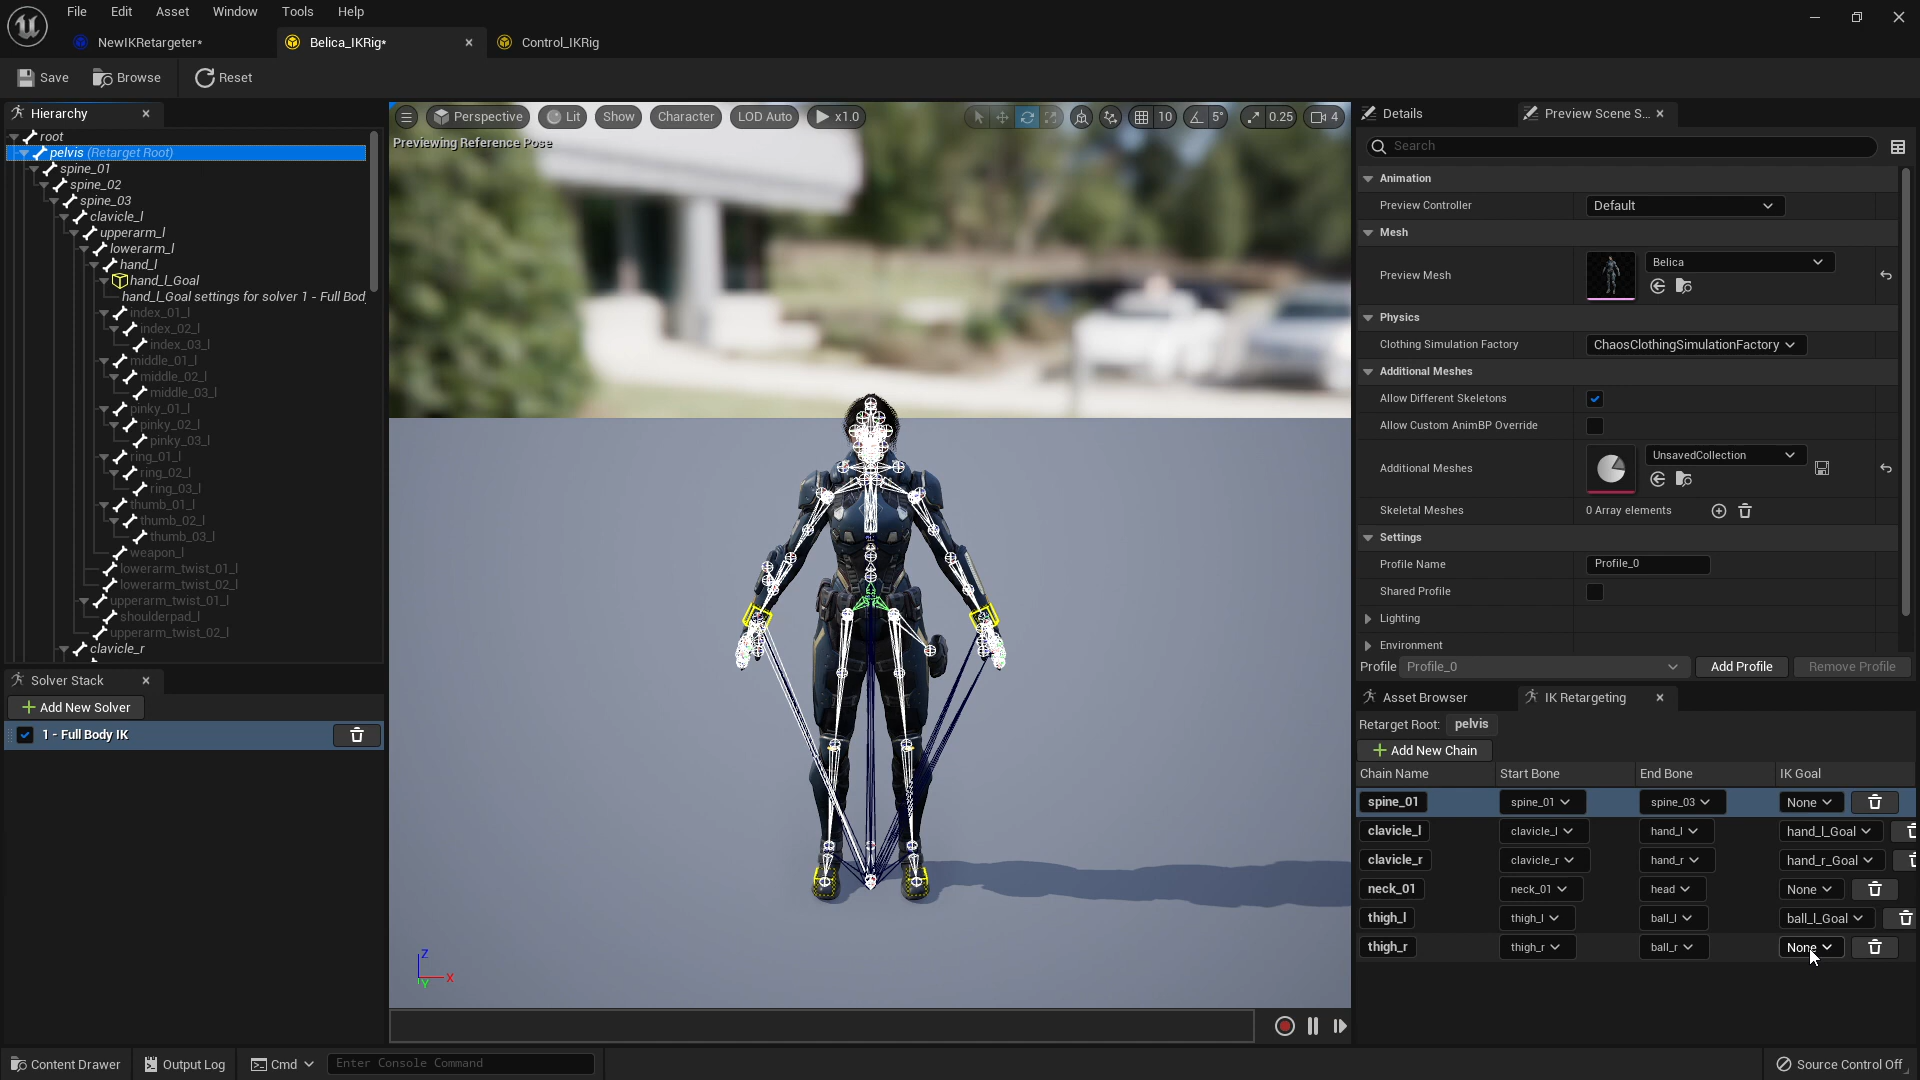 File Edit Asset Window Tools Help
NewIKRetargeter* Belica_IKRig* Control_IKRig
Save Browse Reset
Hierarchy
root
pelvis (Retarget Root)
spine_01
spine_02
spine_03
clavicle_l
upperarm_l
lowerarm_l
hand_l
hand_l_Goal
hand_l_Goal settings for solver 1 - Full Bod
index_01_l
index_02_l
index_03_l
middle_01_l
middle_02_l
middle_03_l
pinky_01_l
pinky_02_l
pinky_03_l
ring_01_l
ring_02_l
ring_03_l
thumb_01_l
thumb_02_l
thumb_03_l
weapon_l
lowerarm_twist_01_l
lowerarm_twist_02_l
upperarm_twist_01_l
shoulderpad_l
upperarm_twist_02_l
clavicle_r
Solver Stack
Add New Solver
1 - Full Body IK
Perspective Lit Show Character LOD Auto x1.0 10 5° 0.25 4
Previewing Reference Pose
Z
X
Y
Details Preview Scene S...
Search
Animation
Preview Controller Default
Mesh
Preview Mesh Belica
Physics
Clothing Simulation Factory ChaosClothingSimulationFactory
Additional Meshes
Allow Different Skeletons
Allow Custom AnimBP Override
Additional Meshes UnsavedCollection
Skeletal Meshes 0 Array elements
Settings
Profile Name Profile_0
Shared Profile
Lighting
Environment
Profile Profile_0 Add Profile Remove Profile
Asset Browser IK Retargeting
Retarget Root: pelvis
Add New Chain
Chain Name Start Bone End Bone IK Goal
spine_01 spine_01 spine_03 None
clavicle_l clavicle_l hand_l hand_l_Goal
clavicle_r clavicle_r hand_r hand_r_Goal
neck_01 neck_01 head None
thigh_l thigh_l ball_l ball_l_Goal
thigh_r thigh_r ball_r None
Content Drawer Output Log Cmd Enter Console Command Source Control Off